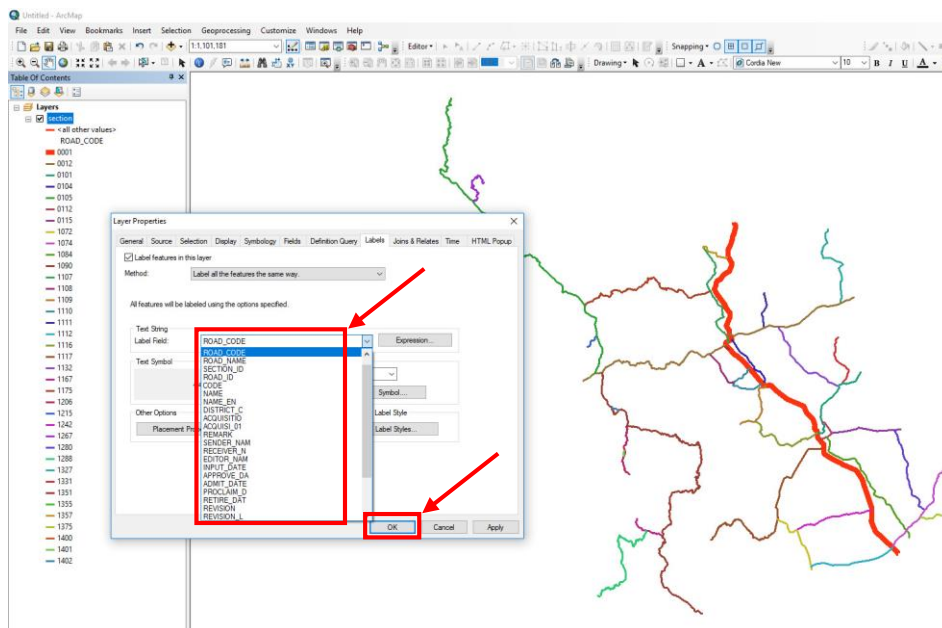 Untitled - ArcMap
File Edit View Bookmarks Insert Selection Geoprocessing Customize Windows Help
1:1,101,181 Editor Snapping
Drawing A Cordia New 10 B I U A
Table Of Contents
Layers
section
<all other values>
ROAD_CODE
0001
0012
0101
0104
0105
0112
0115
1072
1074
1084
1090
1107
1108
1109
1110
1111
1112
1116
1117
1132
1167
1175
1206
1215
1242
1267
1280
1288
1327
1331
1351
1355
1357
1375
1400
1401
1402
Layer Properties
General Source Selection Display Symbology Fields Definition Query Labels Joins & Relates Time HTML Popup
Label features in this layer
Method: Label all the features the same way.
All features will be labeled using the options specified.
Text String
Label Field: ROAD_CODE Expression...
ROAD_CODE
ROAD_NAME
SECTION_ID
ROAD_ID
Text Symbol
CODE
NAME
NAME_EN
Symbol...
DISTRICT_C
Other Options
Label Style
ACQUISITIO
ACQUISI_01
Placement
Label Styles...
REMARK
SENDER_NAM
RECEIVER_N
EDITOR_NAM
INPUT_DATE
APPROVE_DA
ADMIT_DATE
PROCLAIM_D
RETIRE_DAT
REVISION
REVISION_L
OK Cancel Apply